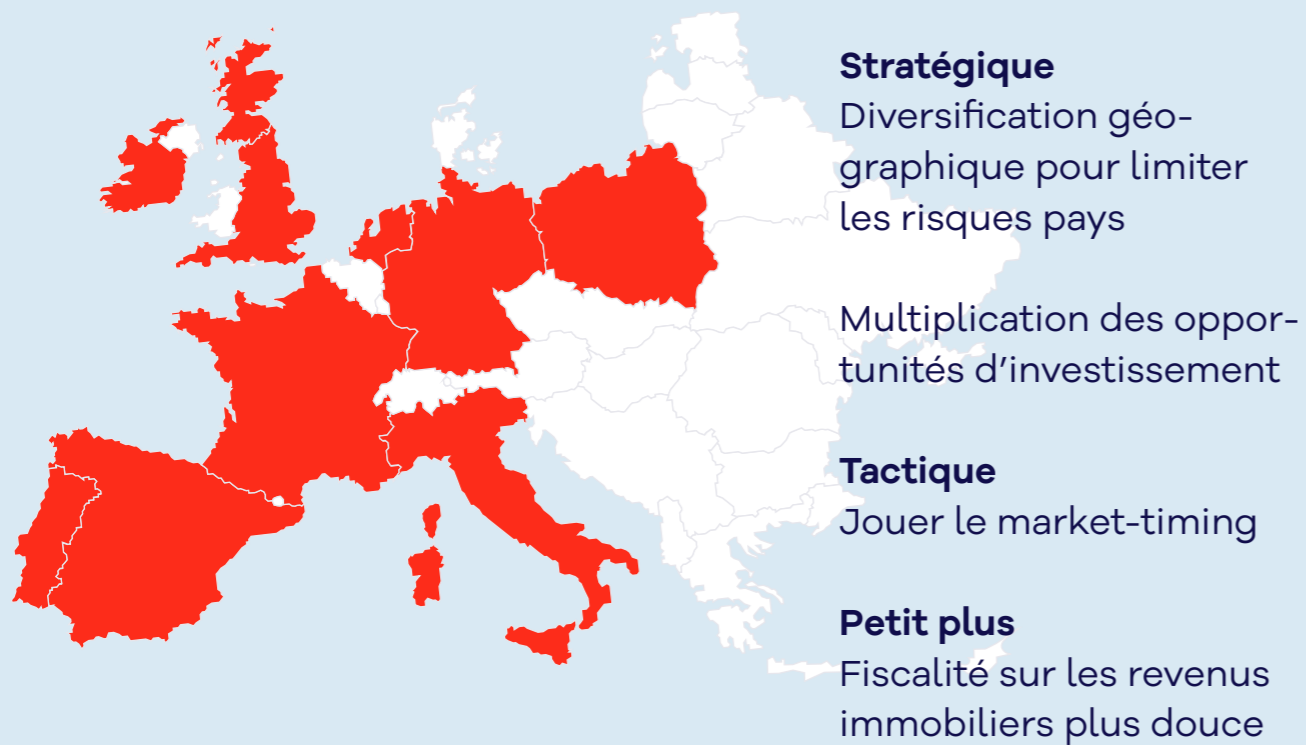 Stratégique
Diversification géo-
graphique pour limiter
les risques pays
Multiplication des oppor-
tunités d’investissement
Tactique
Jouer le market-timing
Petit plus
Fiscalité sur les revenus
immobiliers plus douce